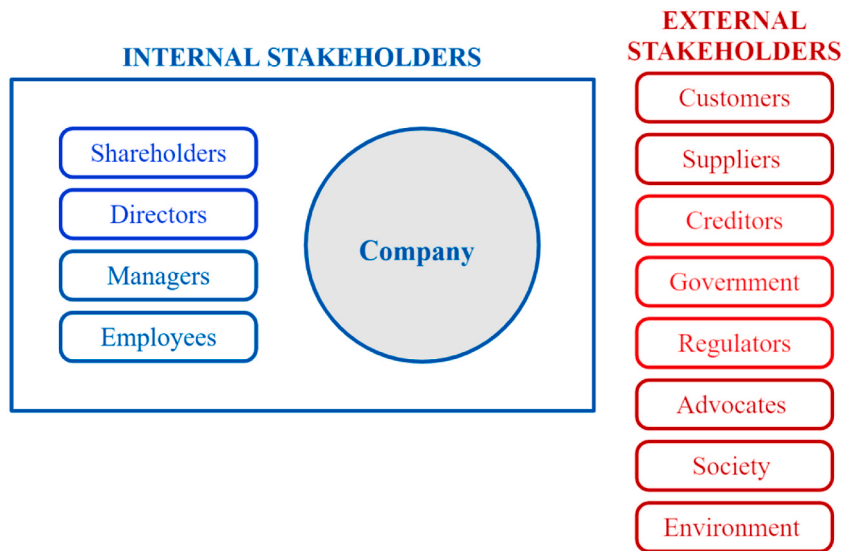 INTERNAL STAKEHOLDERS
Shareholders
Directors
Managers
Employees
Company
EXTERNAL
STAKEHOLDERS
Customers
Suppliers
Creditors
Government
Regulators
Advocates
Society
Environment